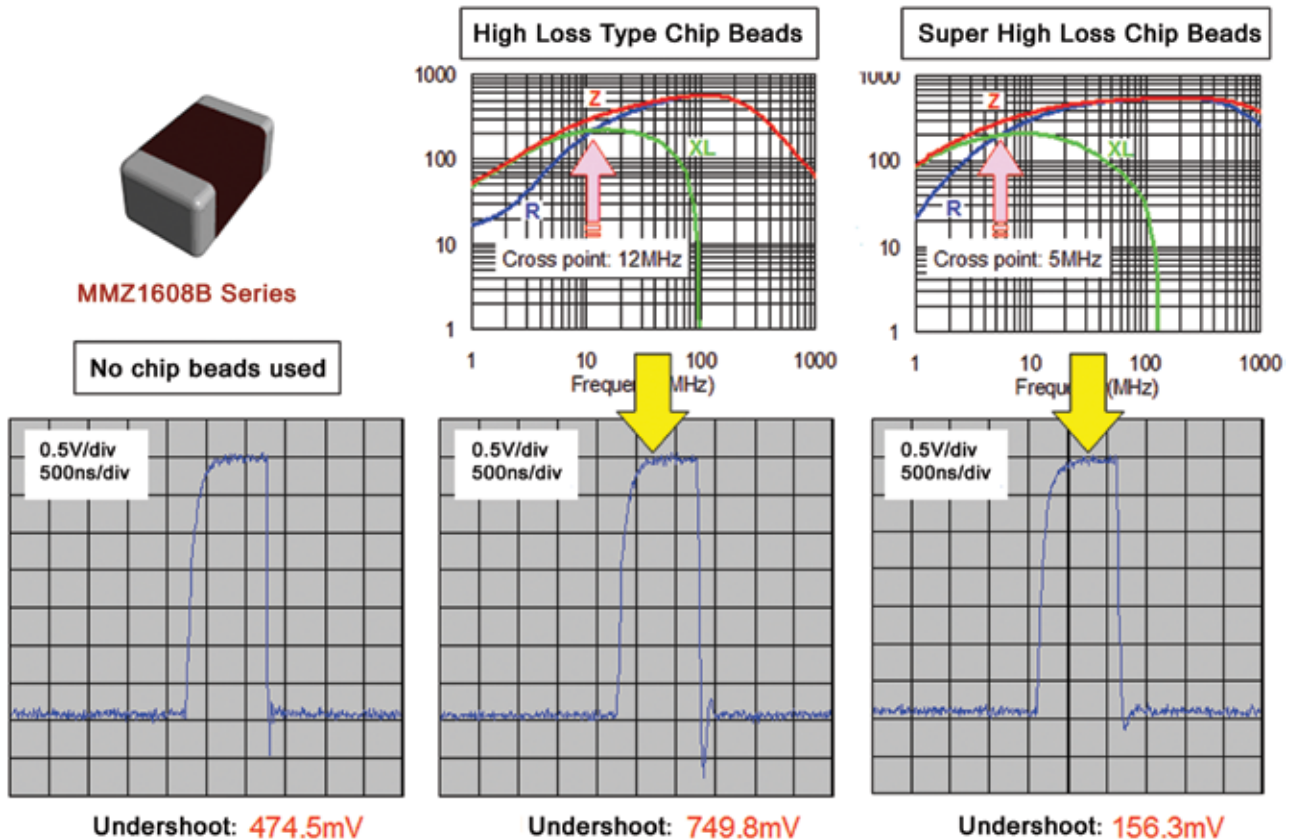 High Loss Type Chip Beads
Super High Loss Chip Beads
1000
100
10
1
Z
XL
R
Cross point: 12MHz
1 10 100 1000
(MHz)
1000
100
10
1
Z
XL
R
Cross point: 5MHz
1 10 100 1000
(MHz)
MMZ1608B Series
No chip beads used
0.5V/div
500ns/div
0.5V/div
500ns/div
0.5V/div
500ns/div
Undershoot: 474.5mV
Undershoot: 749.8mV
Undershoot: 156.3mV